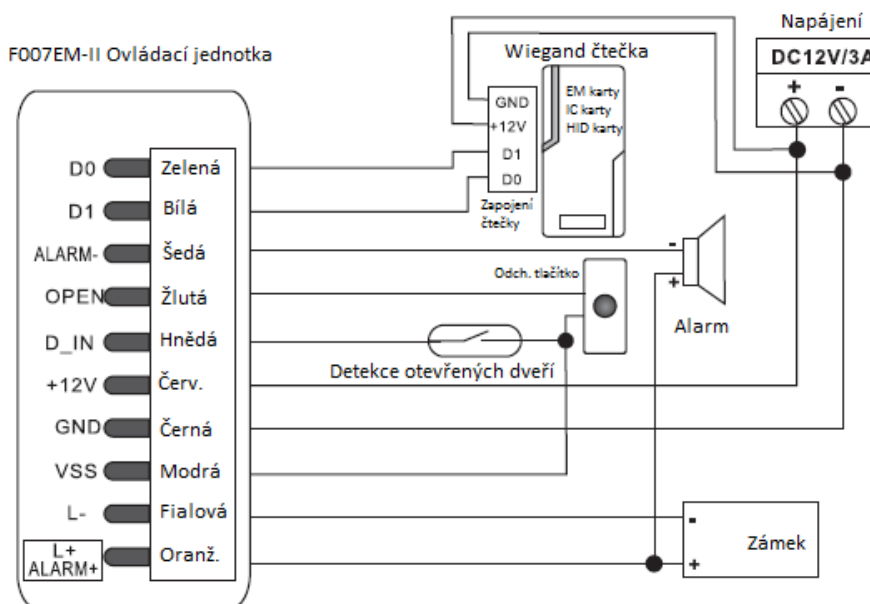 Napájení
F007EM-II Ovládací jednotka
Wiegand čtečka
DC12V/3A
+ -
GND
+12V
D1
D0
EM karty
IC karty
HID karty
Zapojení
čtečky
D0 Zelená
D1 Bílá
ALARM- Šedá
OPEN Žlutá
D_IN Hnědá
+12V Červ.
GND Černá
VSS Modrá
L- Fialová
L+
ALARM+
Oranž.
Odch. tlačítko
-
+
Alarm
Detekce otevřených dveří
-
+
Zámek